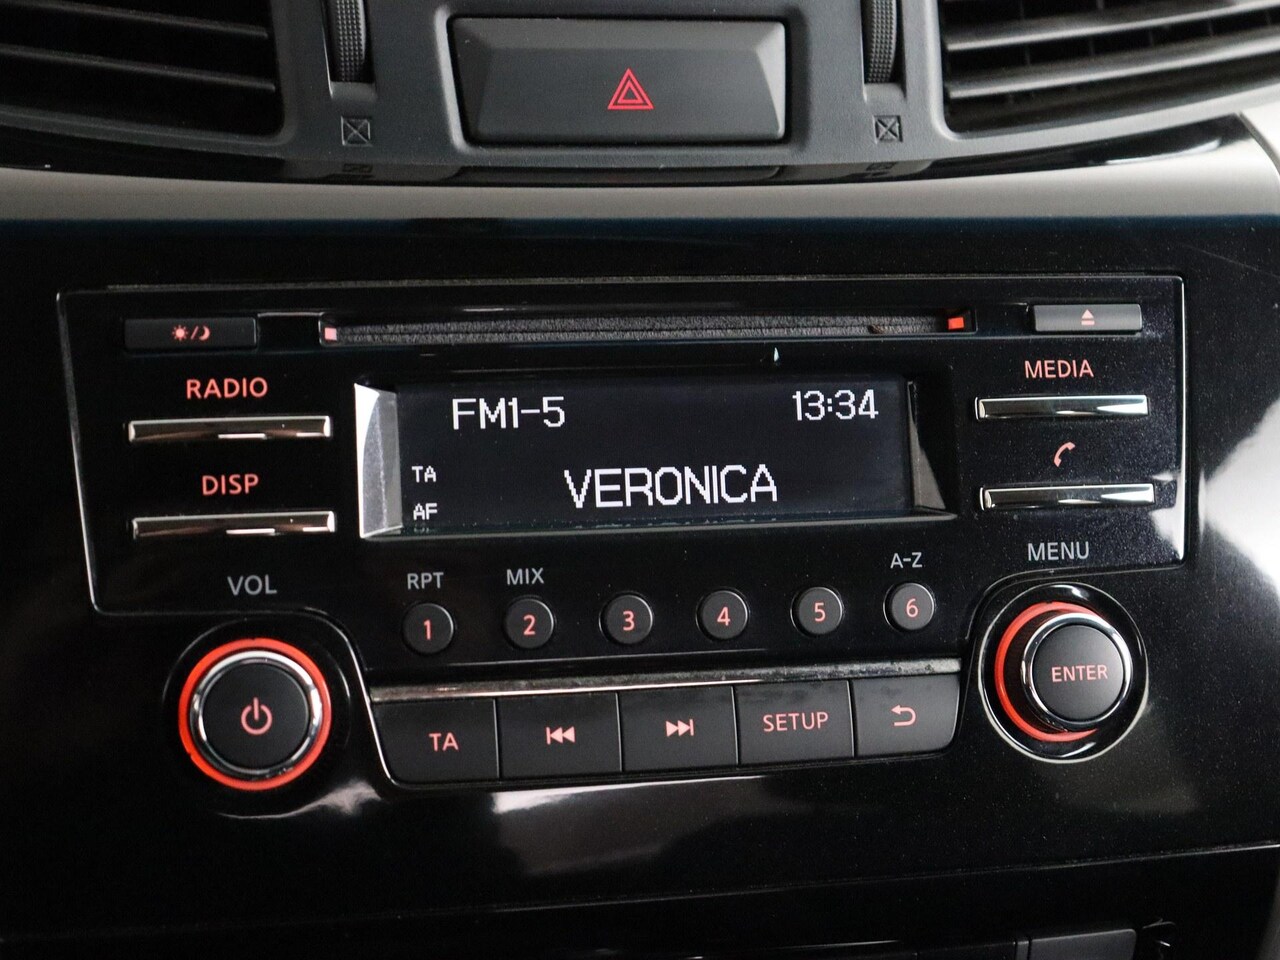 RADIO
MEDIA
FM1-5 13:34
DISP
TA
VERONICA
AF
VOL
RPT
MIX
A-Z
MENU
1 2 3 4 5 6
ENTER
TA
SETUP